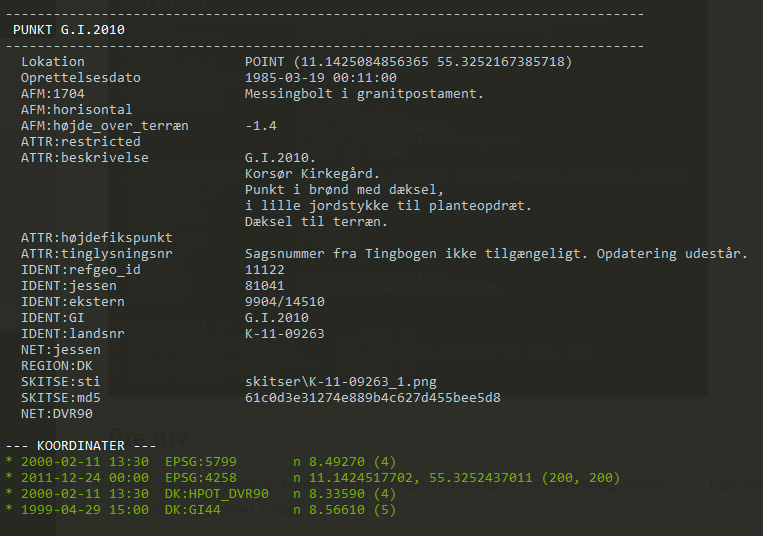 -----------------------------------------------------------------------------
PUNKT G.I.2010
-----------------------------------------------------------------------------
Lokation POINT (11.1425084856365 55.3252167385718)
Oprettelsesdato 1985-03-19 00:11:00
AFM:1704 Messingbolt i granitpostament.
AFM:horisontal
AFM:højde_over_terræn -1.4
ATTR:restricted
ATTR:beskrivelse G.I.2010.
Korsør Kirkegård.
Punkt i brønd med dæksel,
i lille jordstykke til planteopdræt.
Dæksel til terræn.
ATTR:højdefikspunkt
ATTR:tinglysningsnr Sagsnummer fra Tingbogen ikke tilgængeligt. Opdatering udestår.
IDENT:refgeo_id 11122
IDENT:jessen 81041
IDENT:ekstern 9904/14510
IDENT:GI G.I.2010
IDENT:landsnr K-11-09263
NET:jessen
REGION:DK
SKITSE:sti skitser\K-11-09263_1.png
SKITSE:md5 61c0d3e31274e889b4c627d455bee5d8
NET:DVR90
--- KOORDINATER ---
* 2000-02-11 13:30 EPSG:5799 n 8.49270 (4)
* 2011-12-24 00:00 EPSG:4258 n 11.1424517702, 55.3252437011 (200, 200)
* 2000-02-11 13:30 DK:HPOT_DVR90 n 8.33590 (4)
* 1999-04-29 15:00 DK:GI44 n 8.56610 (5)